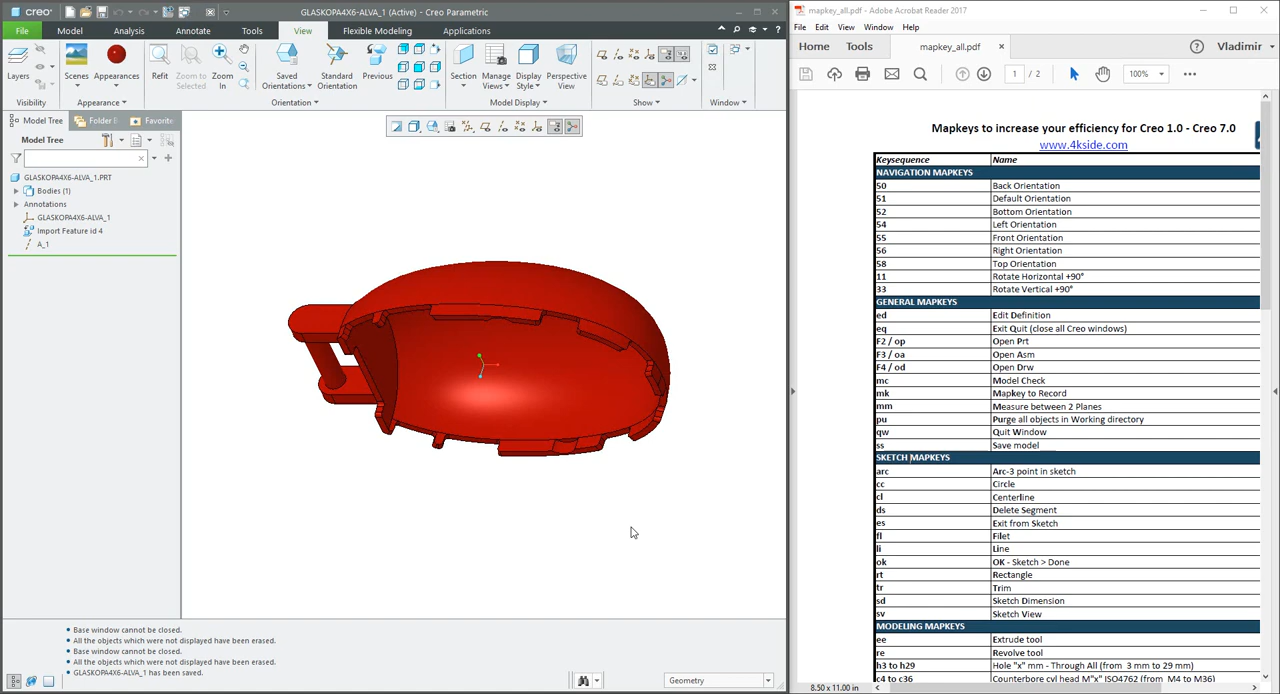 creo GLASKOPA4X6-ALVA_1 (Active) - Creo Parametric
File Model Analysis Annotate Tools View Flexible Modeling Applications
Layers Scenes Appearances Refit Zoom to Selected Zoom In Saved Orientations Standard Orientation Previous Section Manage Views Display Style Perspective View
Visibility Appearance Orientation Model Display Show Window
Model Tree Folder Favorite
Model Tree
GLASKOPA4X6-ALVA_1.PRT
Bodies (1)
Annotations
GLASKOPA4X6-ALVA_1
Import Feature id 4
A_1
Base window cannot be closed.
All the objects which were not displayed have been erased.
Base window cannot be closed.
All the objects which were not displayed have been erased.
GLASKOPA4X6-ALVA_1 has been saved.
Geometry
mapkey_all.pdf - Adobe Acrobat Reader 2017
File Edit View Window Help
Home Tools mapkey_all.pdf Vladimir
1 / 2 100%
Mapkeys to increase your efficiency for Creo 1.0 - Creo 7.0
www.4kside.com
Keysequence Name
NAVIGATION MAPKEYS
50 Back Orientation
51 Default Orientation
52 Bottom Orientation
54 Left Orientation
55 Front Orientation
56 Right Orientation
58 Top Orientation
11 Rotate Horizontal +90°
33 Rotate Vertical +90°
GENERAL MAPKEYS
ed Edit Definition
eq Exit Quit (close all Creo windows)
F2 / op Open Prt
F3 / oa Open Asm
F4 / od Open Drw
mc Model Check
mk Mapkey to Record
mm Measure between 2 Planes
pu Purge all objects in Working directory
qw Quit Window
ss Save model
SKETCH MAPKEYS
arc Arc-3 point in sketch
cc Circle
cl Centerline
ds Delete Segment
es Exit from Sketch
fl Filet
li Line
ok OK - Sketch > Done
rt Rectangle
tr Trim
sd Sketch Dimension
sv Sketch View
MODELING MAPKEYS
ee Extrude tool
re Revolve tool
h3 to h29 Hole "x" mm - Through All (from 3 mm to 29 mm)
c4 to c36 Counterbore cyl head M"x" ISO4762 (from M4 to M36)
8.50 x 11.00 in